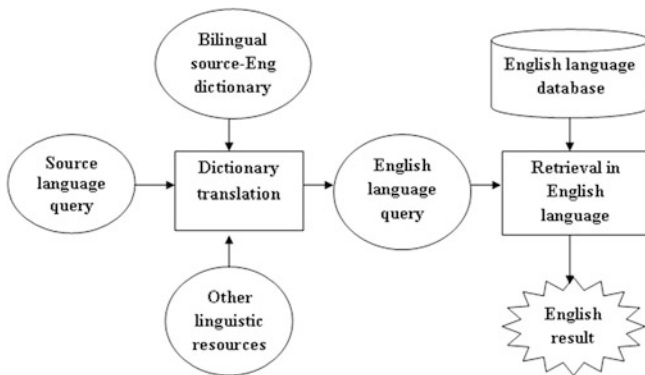 Bilingual
source-Eng
dictionary
English language
database
Source
language
query
Dictionary
translation
English
language
query
Retrieval in
English
language
Other
linguistic
resources
English
result